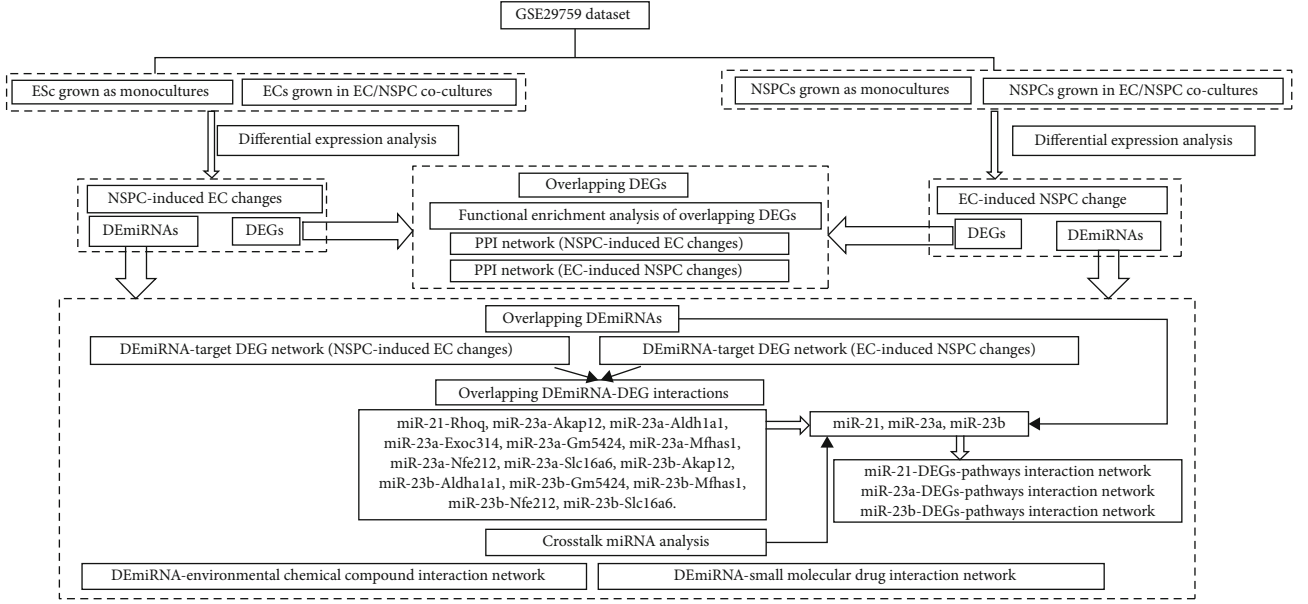 GSE29759 dataset
ESc grown as monocultures
ECs grown in EC/NSPC co-cultures
NSPCs grown as monocultures
NSPCs grown in EC/NSPC co-cultures
Differential expression analysis
Differential expression analysis
NSPC-induced EC changes
DEmiRNAs
DEGs
Overlapping DEGs
Functional enrichment analysis of overlapping DEGs
PPI network (NSPC-induced EC changes)
PPI network (EC-induced NSPC changes)
EC-induced NSPC change
DEGs
DEmiRNAs
Overlapping DEmiRNAs
DEmiRNA-target DEG network (NSPC-induced EC changes)
DEmiRNA-target DEG network (EC-induced NSPC changes)
Overlapping DEmiRNA-DEG interactions
miR-21-Rhoq, miR-23a-Akap12, miR-23a-Aldh1a1,
miR-23a-Exoc314, miR-23a-Gm5424, miR-23a-Mfhas1,
miR-23a-Nfe212, miR-23a-Slc16a6, miR-23b-Akap12,
miR-23b-Aldha1a1, miR-23b-Gm5424, miR-23b-Mfhas1,
miR-23b-Nfe212, miR-23b-Slc16a6.
miR-21, miR-23a, miR-23b
miR-21-DEGs-pathways interaction network
miR-23a-DEGs-pathways interaction network
miR-23b-DEGs-pathways interaction network
Crosstalk miRNA analysis
DEmiRNA-environmental chemical compound interaction network
DEmiRNA-small molecular drug interaction network